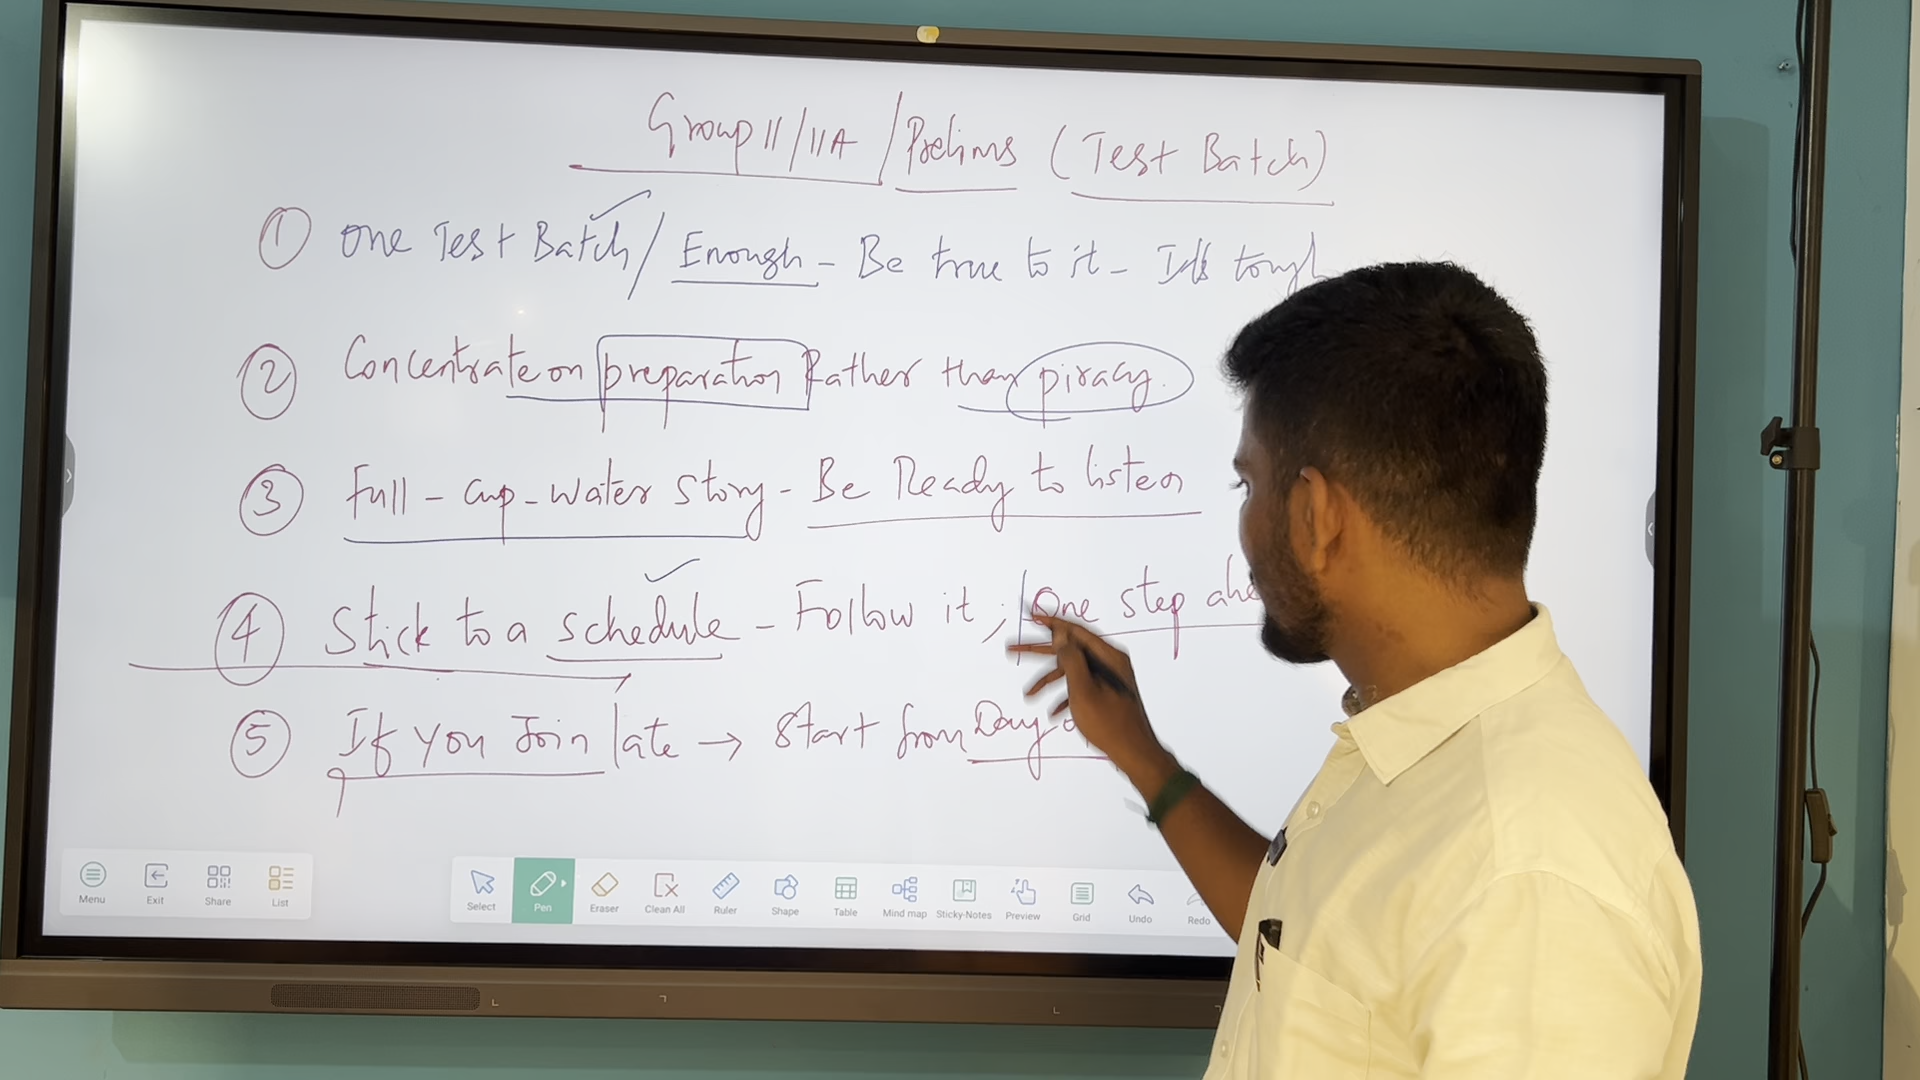 Group II/IIA/Prelims (Test Batch)
① One Test Batch/Enough - Be true to it - It's tough
② Concentrate on preparation Rather than piracy.
③ Full-cup-water story - Be Ready to listen
④ Stick to a schedule - Follow it; One step
⑤ If you Join late → Start from Day
Menu Exit Share List Select Pen Eraser Clean All Ruler Shape Table Mind map Sticky-Notes Preview Grid Undo Redo